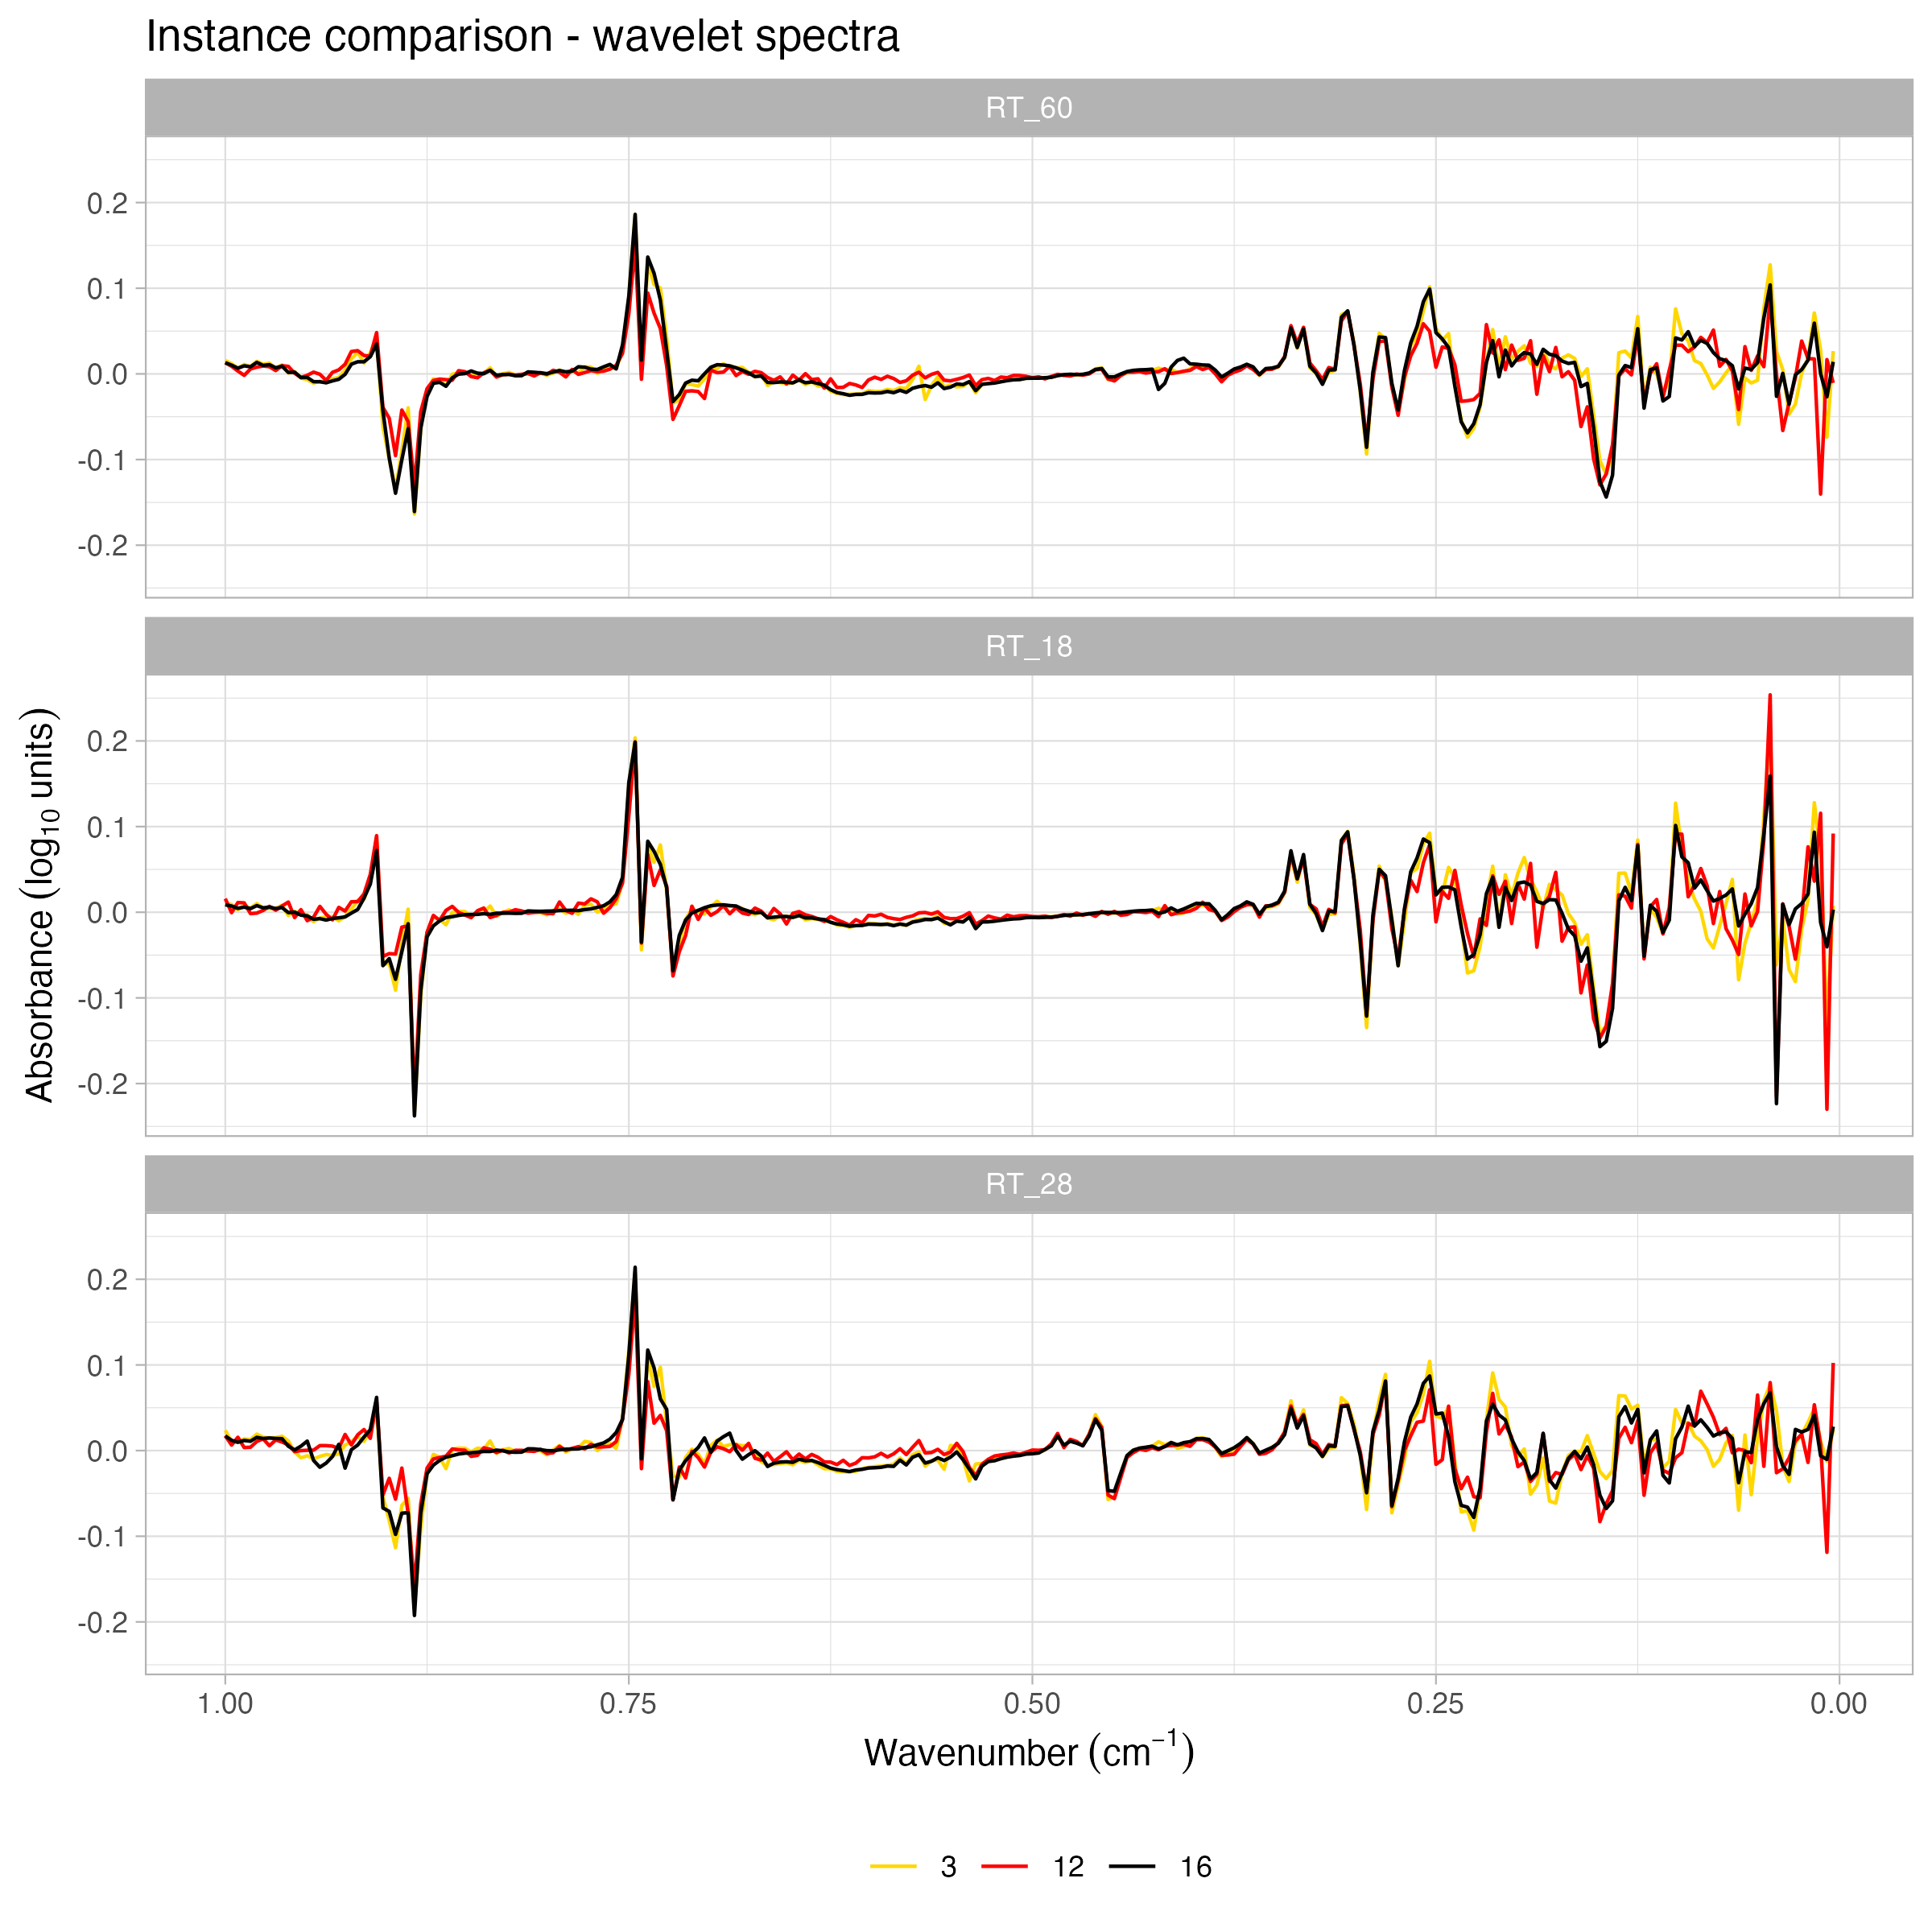 Instance comparison - wavelet spectra
RT_60
0.2
0.1
0.0
-0.1
-0.2
RT_18
0.2
0.1
0.0
-0.1
-0.2
Absorbance (log₁₀ units)
RT_28
0.2
0.1
0.0
-0.1
-0.2
1.00 0.75 0.50 0.25 0.00
Wavenumber (cm⁻¹)
3 12 16